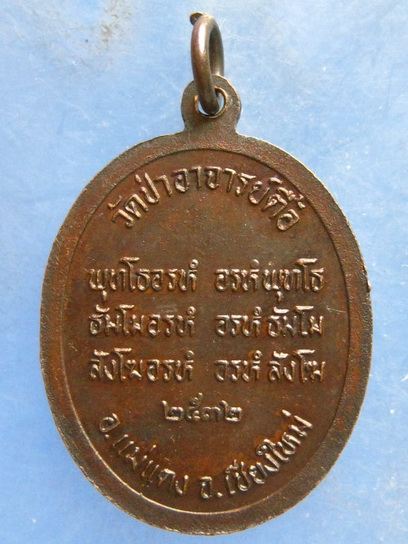 วัดป่าอาจารย์ตื้อ
พุทโธอรหํ อรหํพุทโธ
ธัมโมอรหํ อรหํธัมโม
สังโฆอรหํ อรหํสังโฆ
๒๕๓๒
อ.แม่แตง จ.เชียงใหม่